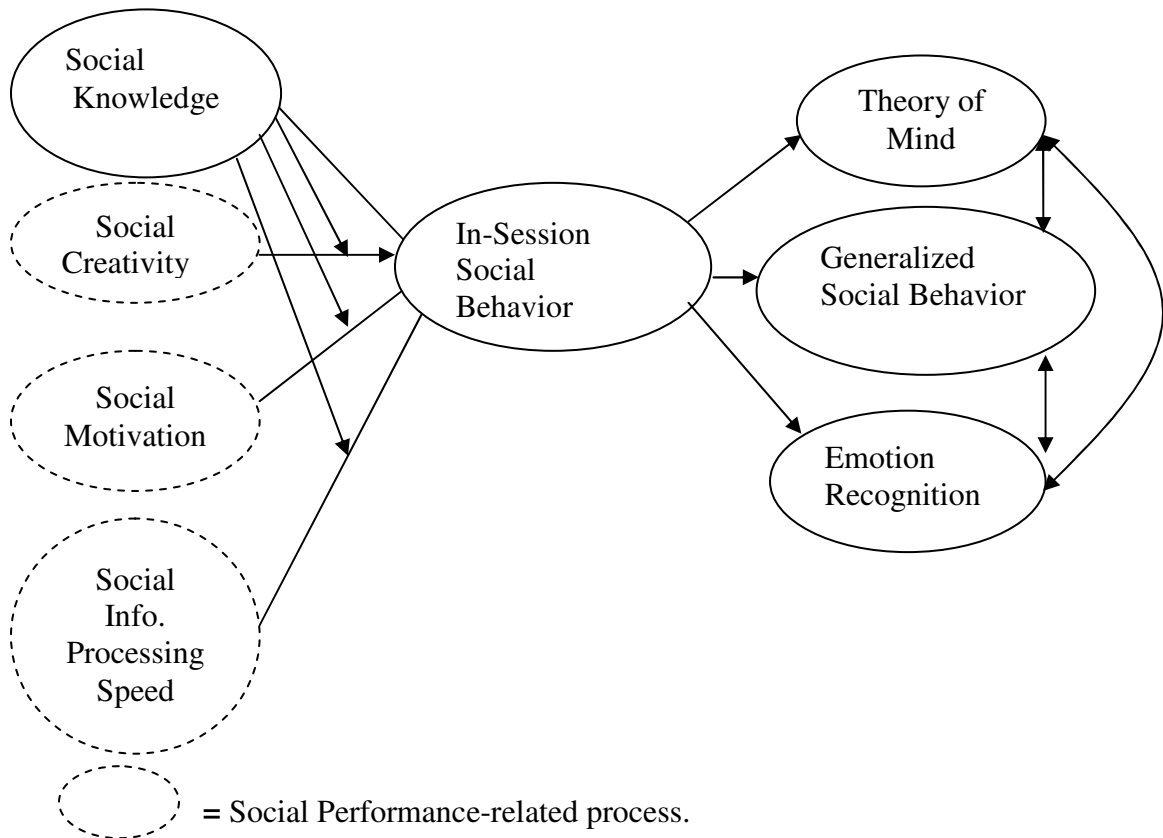 Social
Knowledge
Social
Creativity
Social
Motivation
Social
Info.
Processing
Speed
In-Session
Social
Behavior
Theory of
Mind
Generalized
Social Behavior
Emotion
Recognition
= Social Performance-related process.